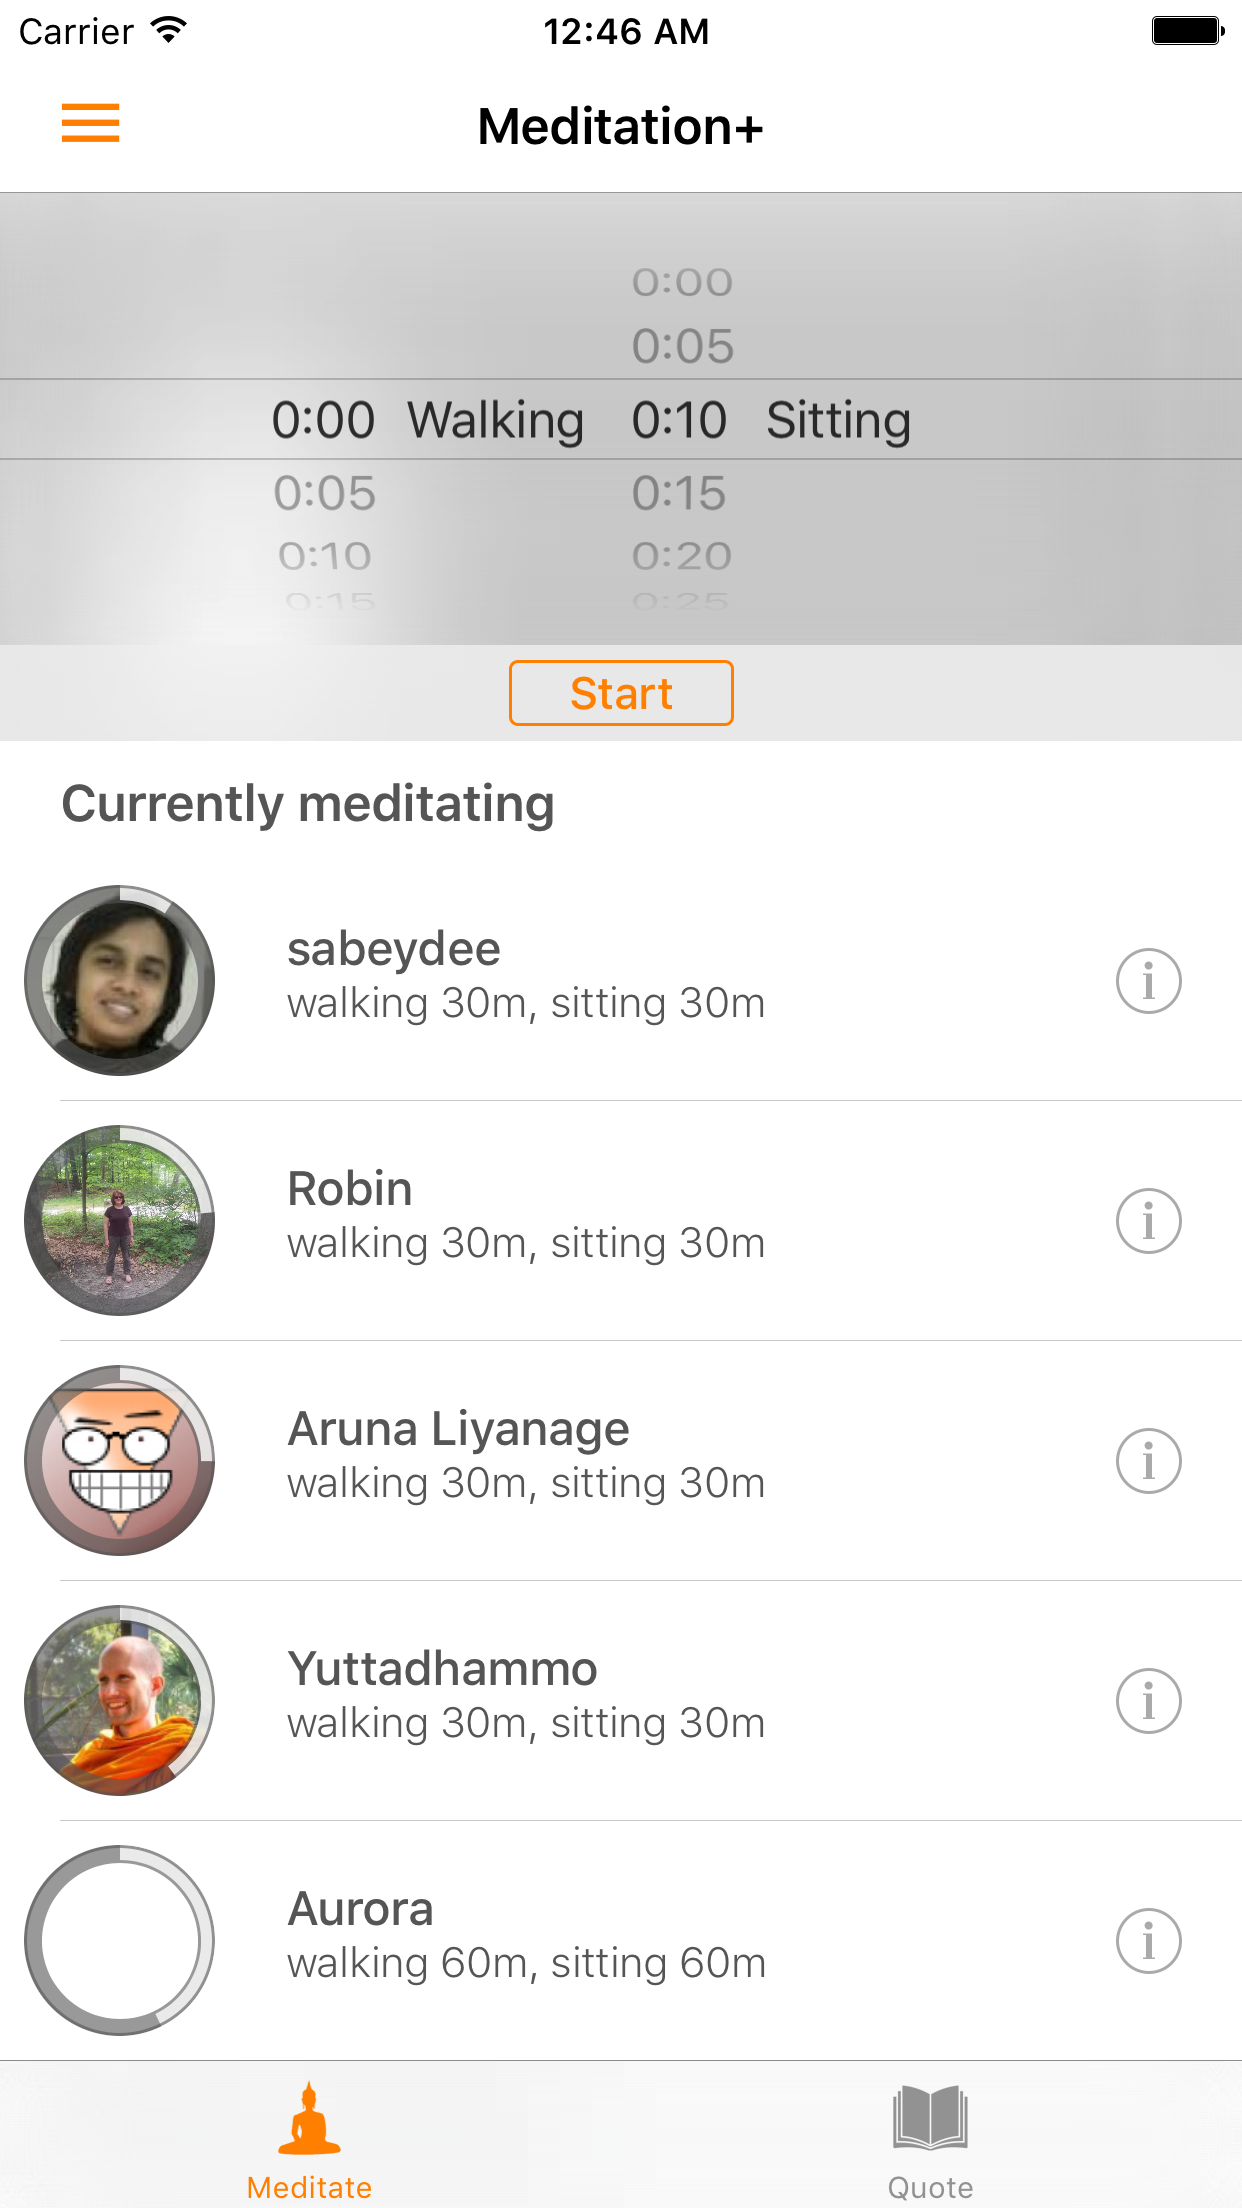 Carrier 12:46 AM
Meditation+
0:00
0:05
0:00 Walking 0:10 Sitting
0:05 0:15
0:10 0:20
0:15 0:25
Start
Currently meditating
sabeydee
walking 30m, sitting 30m
Robin
walking 30m, sitting 30m
Aruna Liyanage
walking 30m, sitting 30m
Yuttadhammo
walking 30m, sitting 30m
Aurora
walking 60m, sitting 60m
Meditate Quote